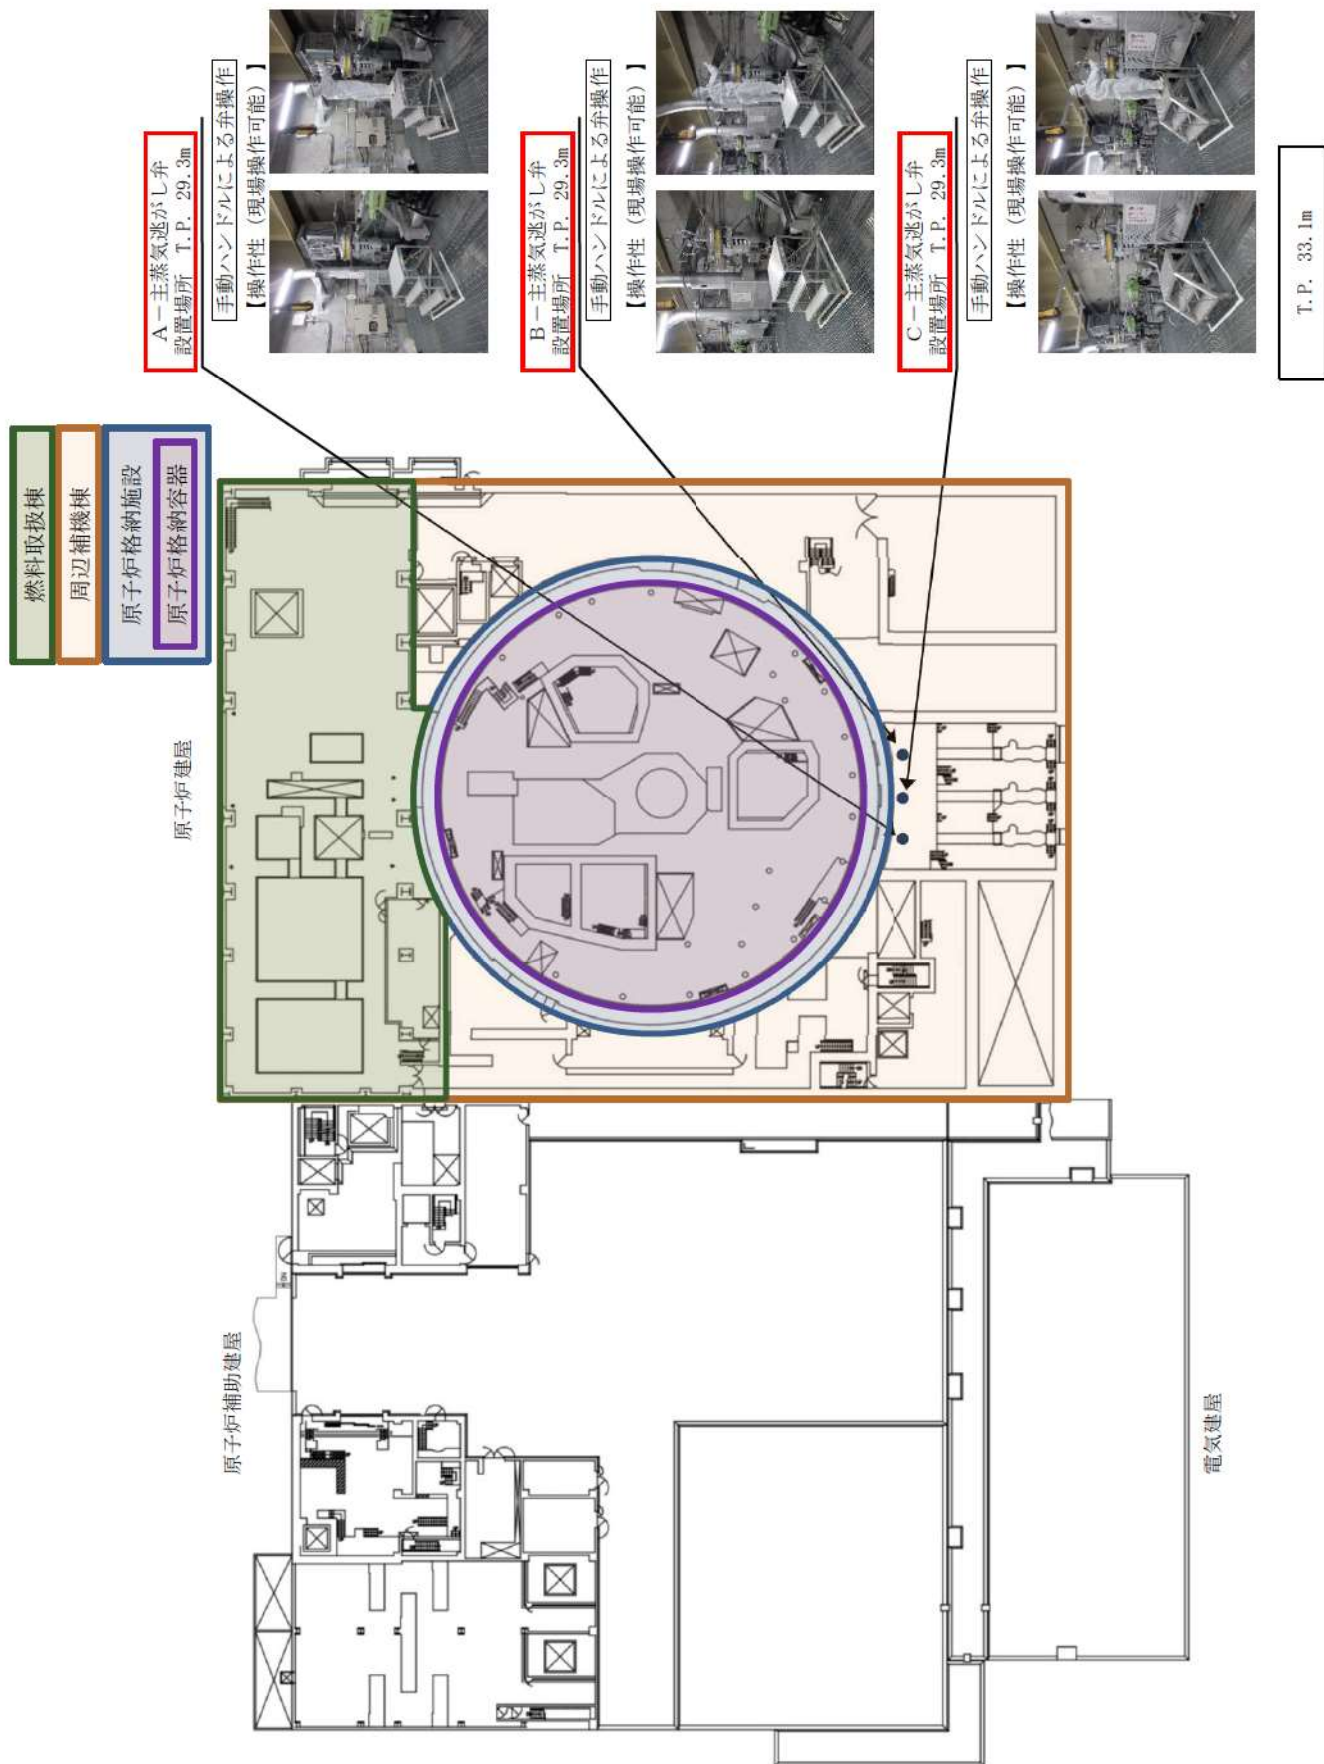 燃料取扱棟
周辺補機棟
原子炉格納施設
原子炉格納容器
原子炉建屋
原子炉補助建屋
電気建屋
A－主蒸気逃がし弁
設置場所 T.P. 29.3m
手動ハンドルによる弁操作
【操作性（現場操作可能）】
B－主蒸気逃がし弁
設置場所 T.P. 29.3m
手動ハンドルによる弁操作
【操作性（現場操作可能）】
C－主蒸気逃がし弁
設置場所 T.P. 29.3m
手動ハンドルによる弁操作
【操作性（現場操作可能）】
T.P. 33.1m